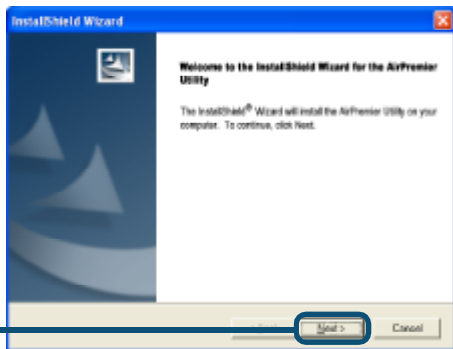 InstallShield Wizard
Welcome to the InstallShield Wizard for the AirPremier
Utility
The InstallShield® Wizard will install the AirPremier Utility on your
computer. To continue, click Next.
Next >
Cancel